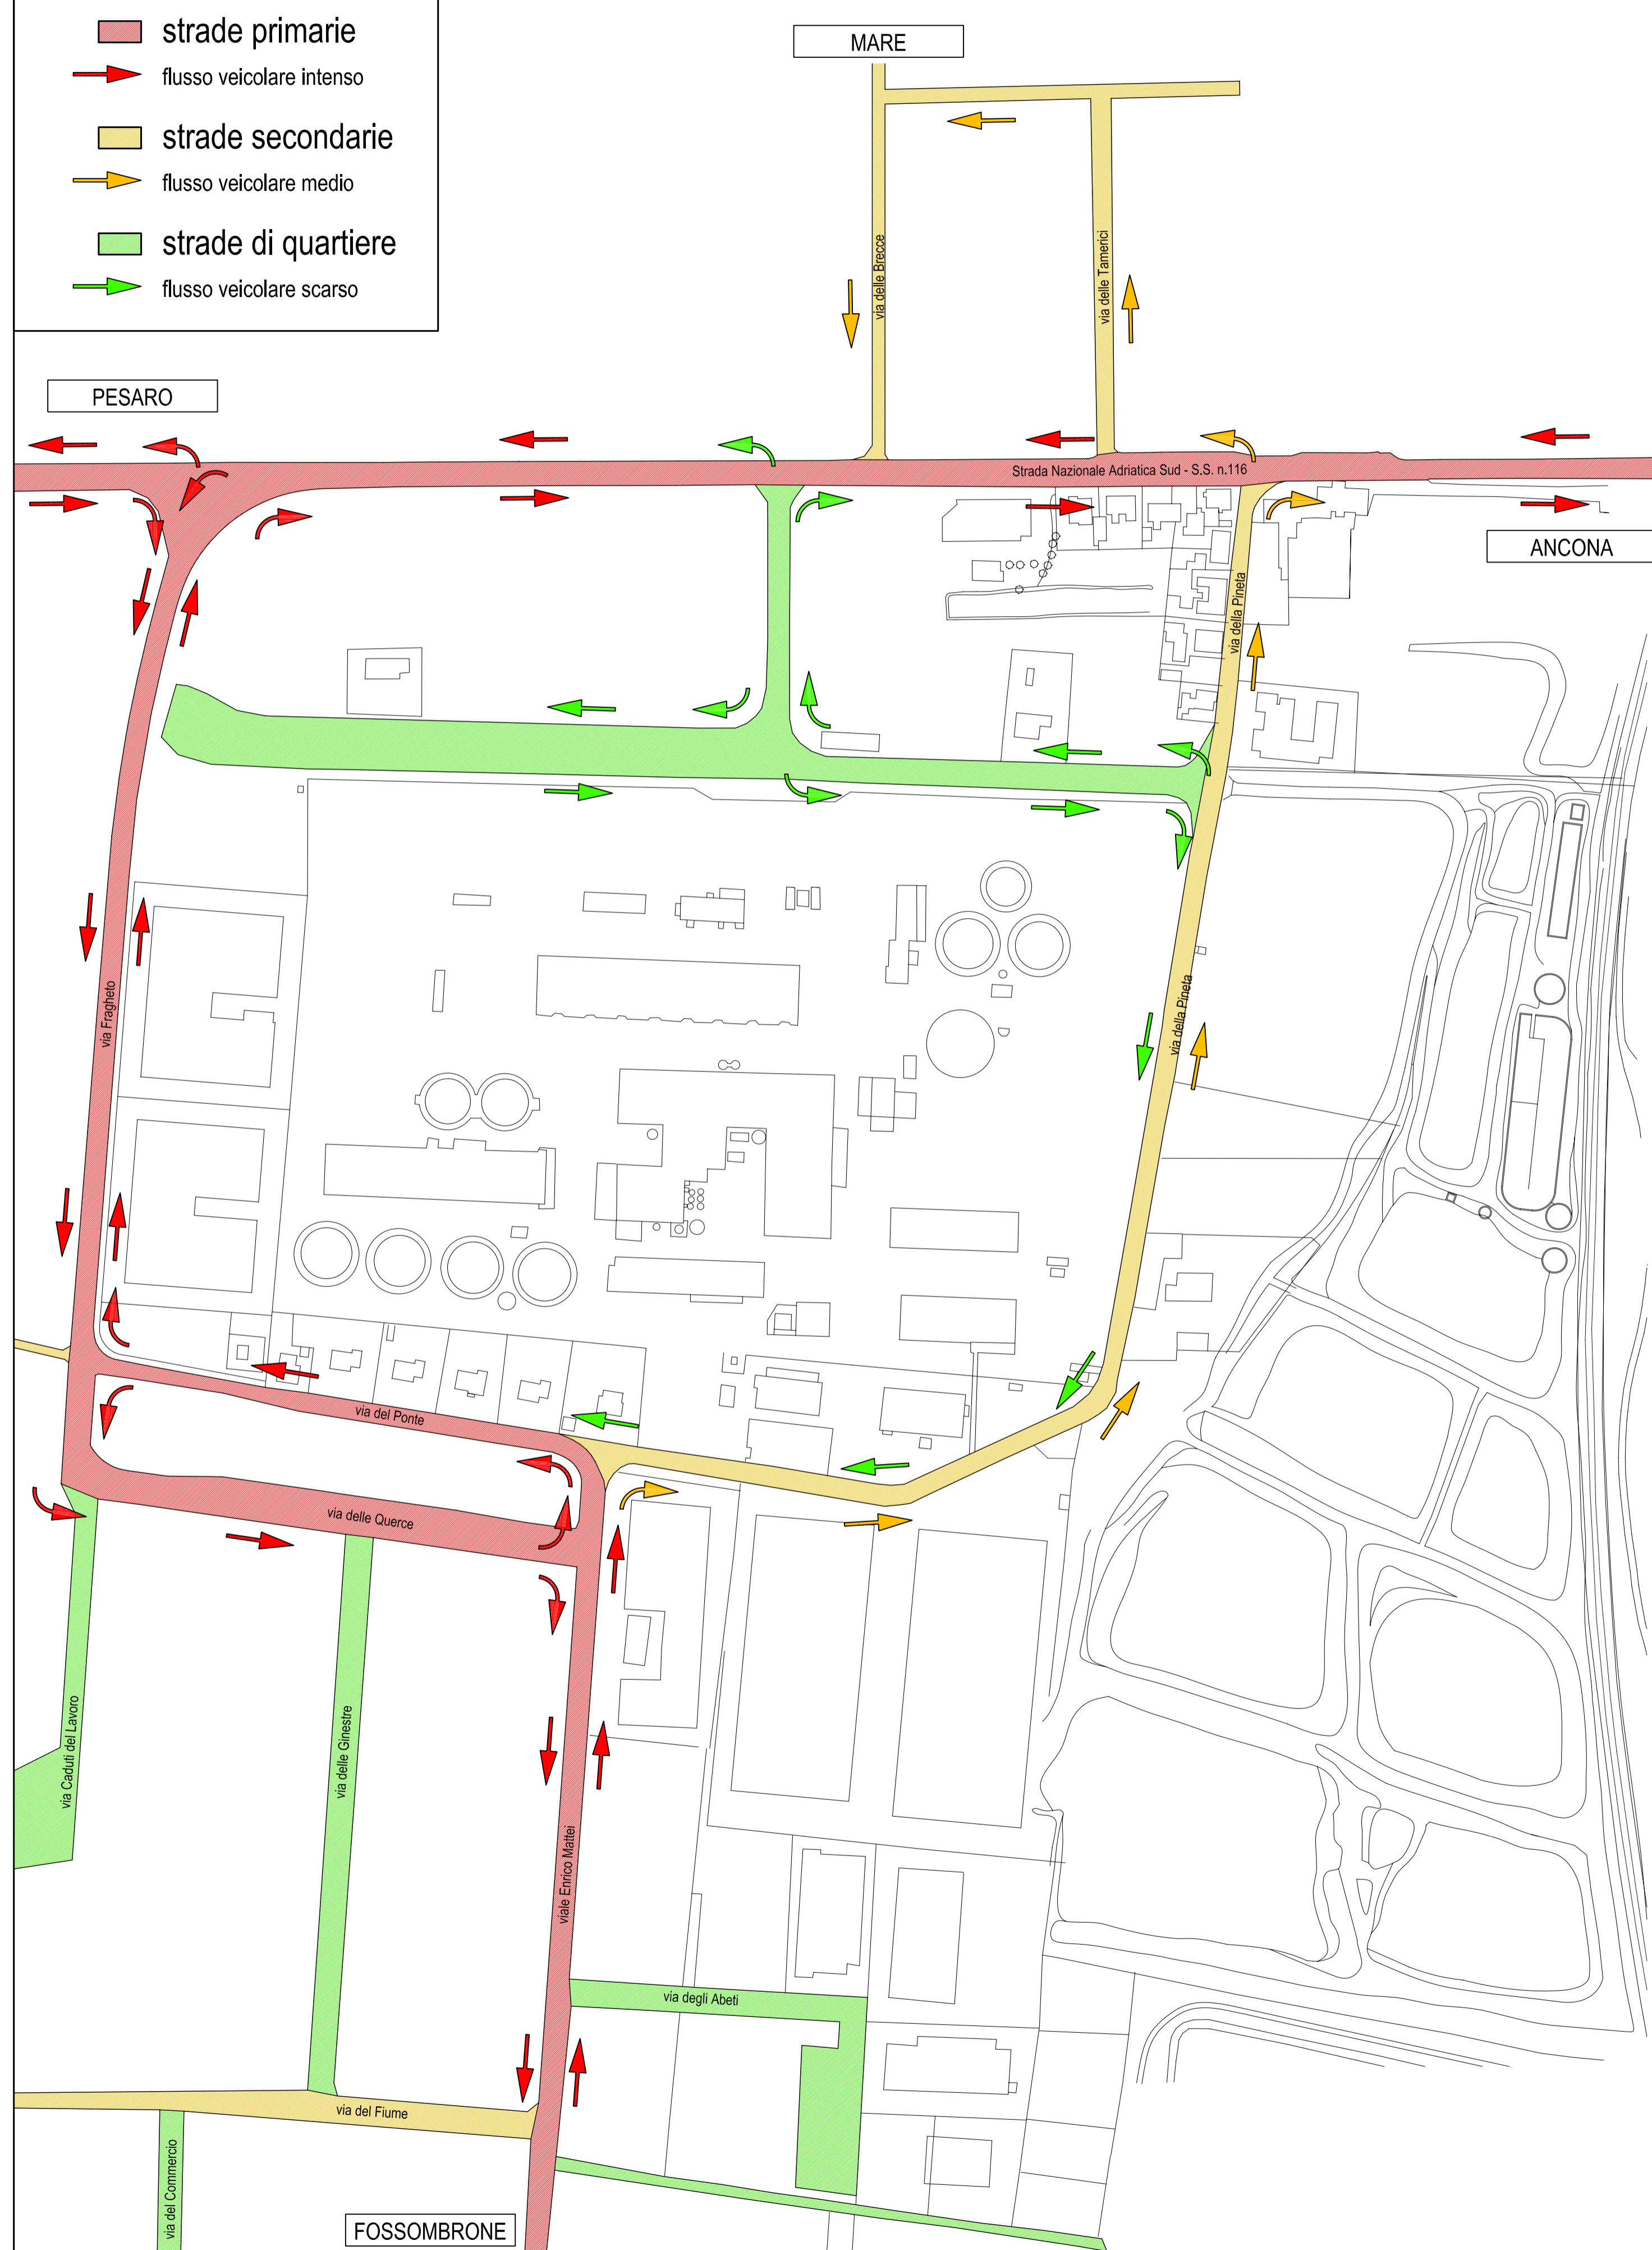 strade primarie
flusso veicolare intenso
strade secondarie
flusso veicolare medio
strade di quartiere
flusso veicolare scarso
MARE
via delle Brecce
via delle Tamerici
PESARO
Strada Nazionale Adriatica Sud - S.S. n.116
ANCONA
via della Pineta
via della Pineta
via Fragheto
via del Ponte
via delle Querce
via Caduti del Lavoro
via delle Ginestre
viale Enrico Mattei
via degli Abeti
via del Fiume
via del Commercio
FOSSOMBRONE